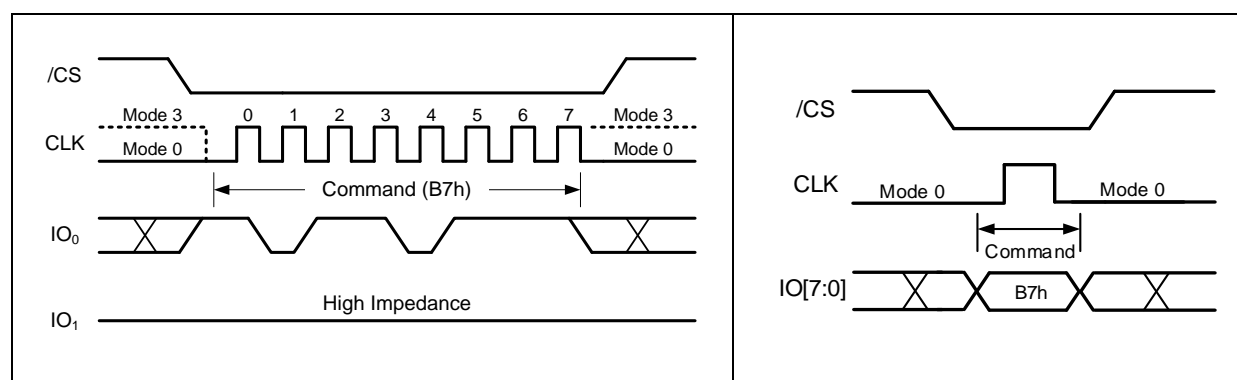 /CS
Mode 3 0 1 2 3 4 5 6 7 Mode 3
CLK
Mode 0 Mode 0
Command (B7h)
IO0
High Impedance
IO1
/CS
CLK
Mode 0 Mode 0
Command
IO[7:0] B7h